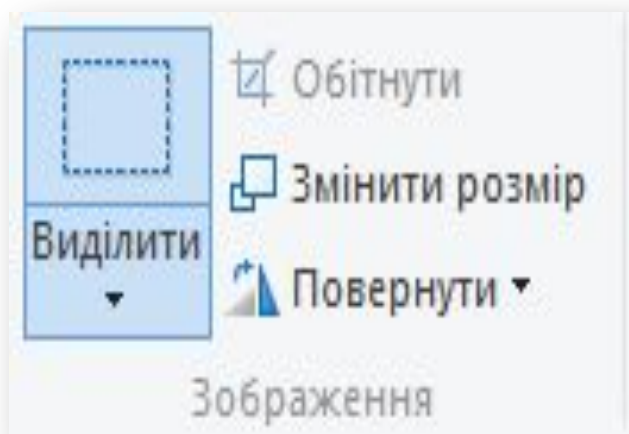 Виділити
Обітнути
Змінити розмір
Повернути
Зображення